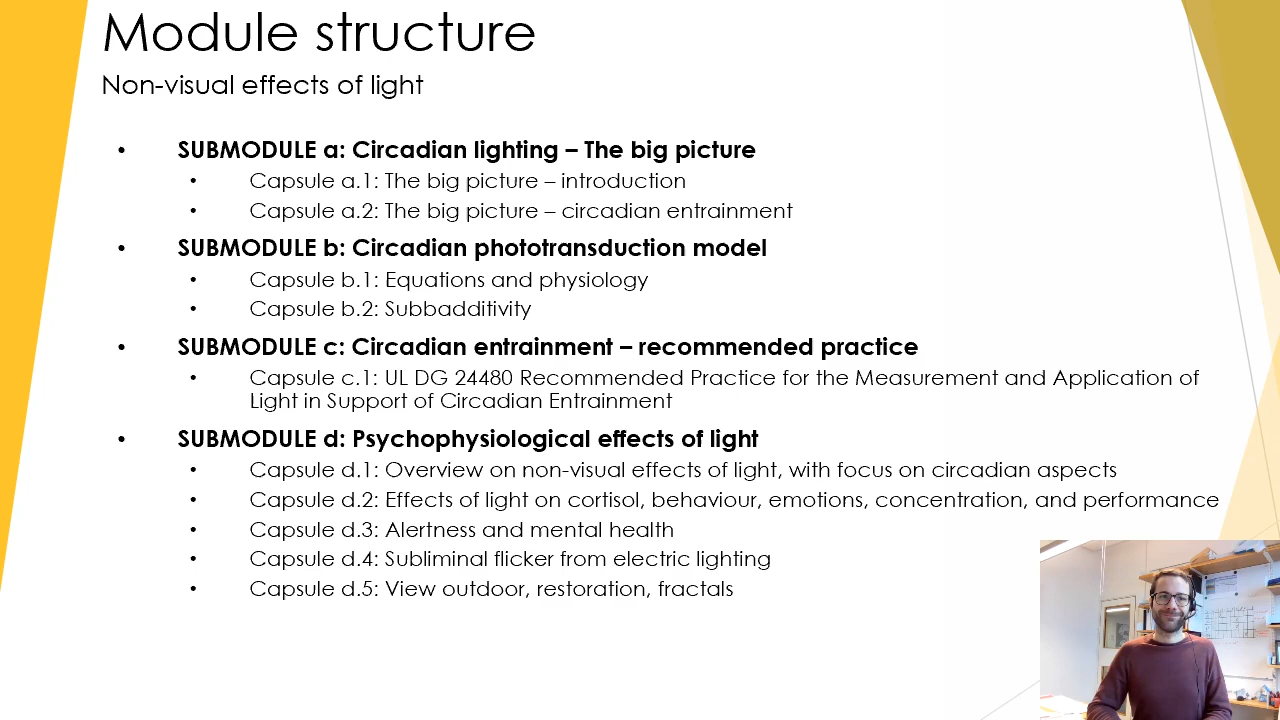 Module structure
Non-visual effects of light
• SUBMODULE a: Circadian lighting – The big picture
• Capsule a.1: The big picture – introduction
• Capsule a.2: The big picture – circadian entrainment
• SUBMODULE b: Circadian phototransduction model
• Capsule b.1: Equations and physiology
• Capsule b.2: Subbadditivity
• SUBMODULE c: Circadian entrainment – recommended practice
• Capsule c.1: UL DG 24480 Recommended Practice for the Measurement and Application of
Light in Support of Circadian Entrainment
• SUBMODULE d: Psychophysiological effects of light
• Capsule d.1: Overview on non-visual effects of light, with focus on circadian aspects
• Capsule d.2: Effects of light on cortisol, behaviour, emotions, concentration, and performance
• Capsule d.3: Alertness and mental health
• Capsule d.4: Subliminal flicker from electric lighting
• Capsule d.5: View outdoor, restoration, fractals